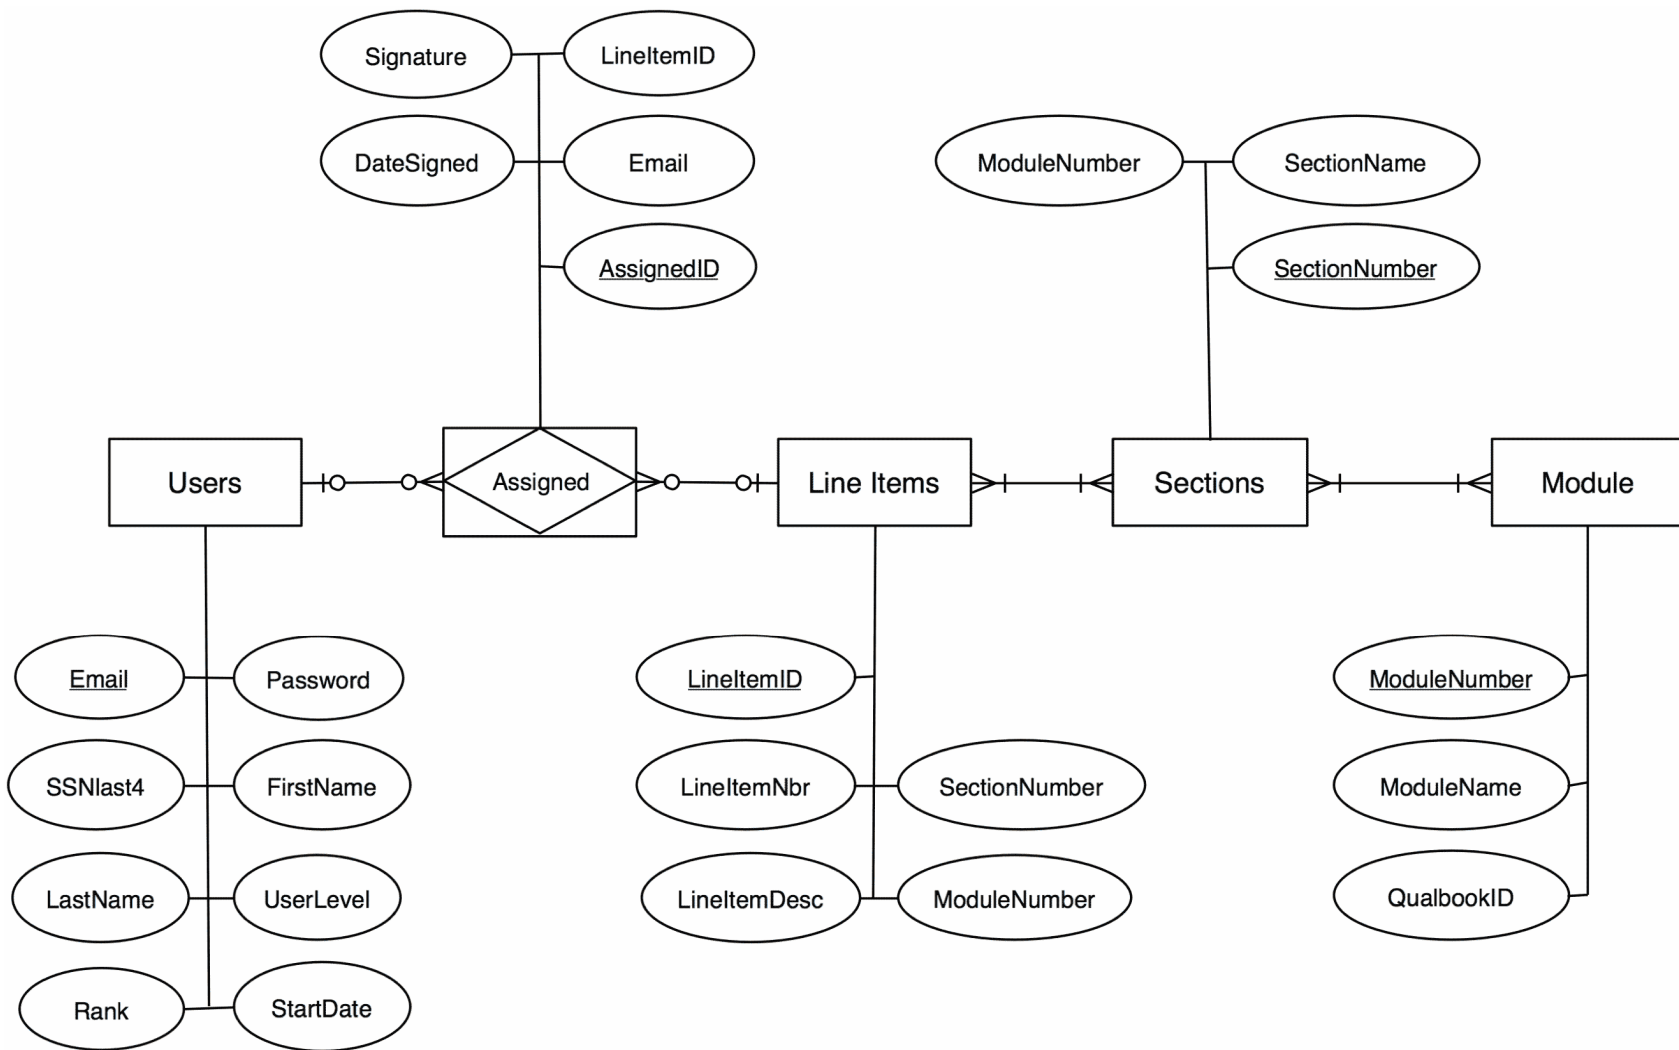 Signature
LineItemID
DateSigned
Email
AssignedID
ModuleNumber
SectionName
SectionNumber
Users
Assigned
Line Items
Sections
Module
Email
Password
SSNlast4
FirstName
LastName
UserLevel
Rank
StartDate
LineItemID
LineItemNbr
SectionNumber
LineItemDesc
ModuleNumber
ModuleNumber
ModuleName
QualbookID